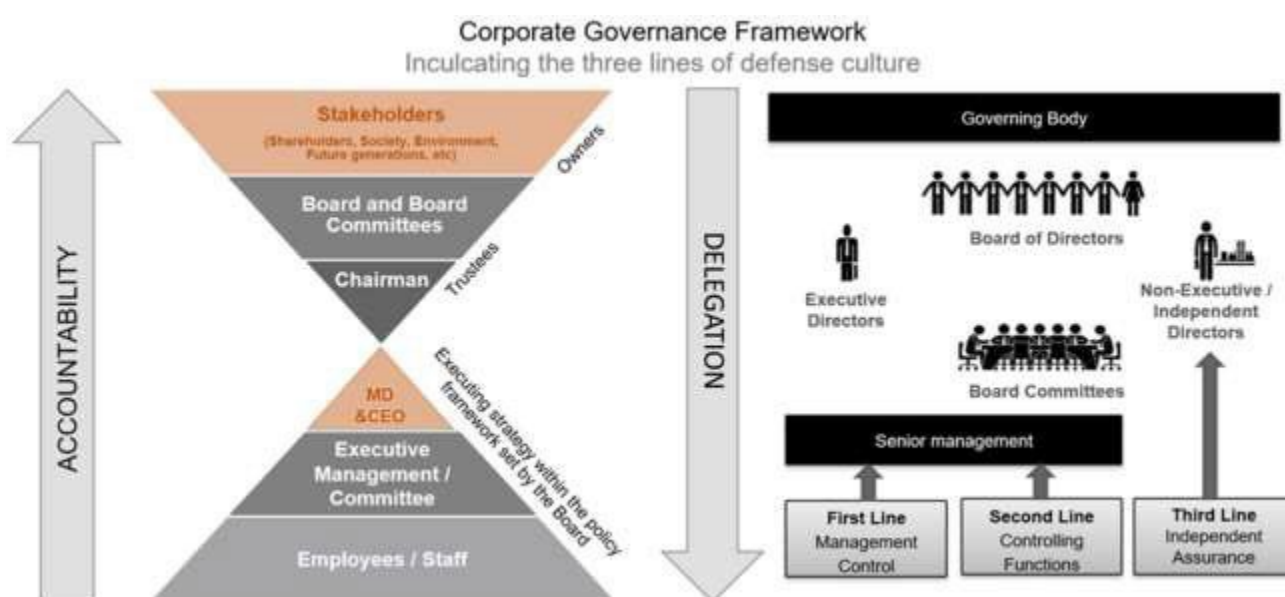 Corporate Governance Framework
Inculcating the three lines of defense culture
ACCOUNTABILITY
Stakeholders
(Shareholders, Society, Environment,
Future generations, etc)
Owners
Board and Board
Committees
Chairman
Trustees
MD
&CEO
Executive
Management /
Committee
Employees / Staff
Executing strategy within the policy
framework set by the Board
DELEGATION
Governing Body
Board of Directors
Executive
Directors
Non-Executive /
Independent
Directors
Board Committees
Senior management
First Line
Management
Control
Second Line
Controlling
Functions
Third Line
Independent
Assurance